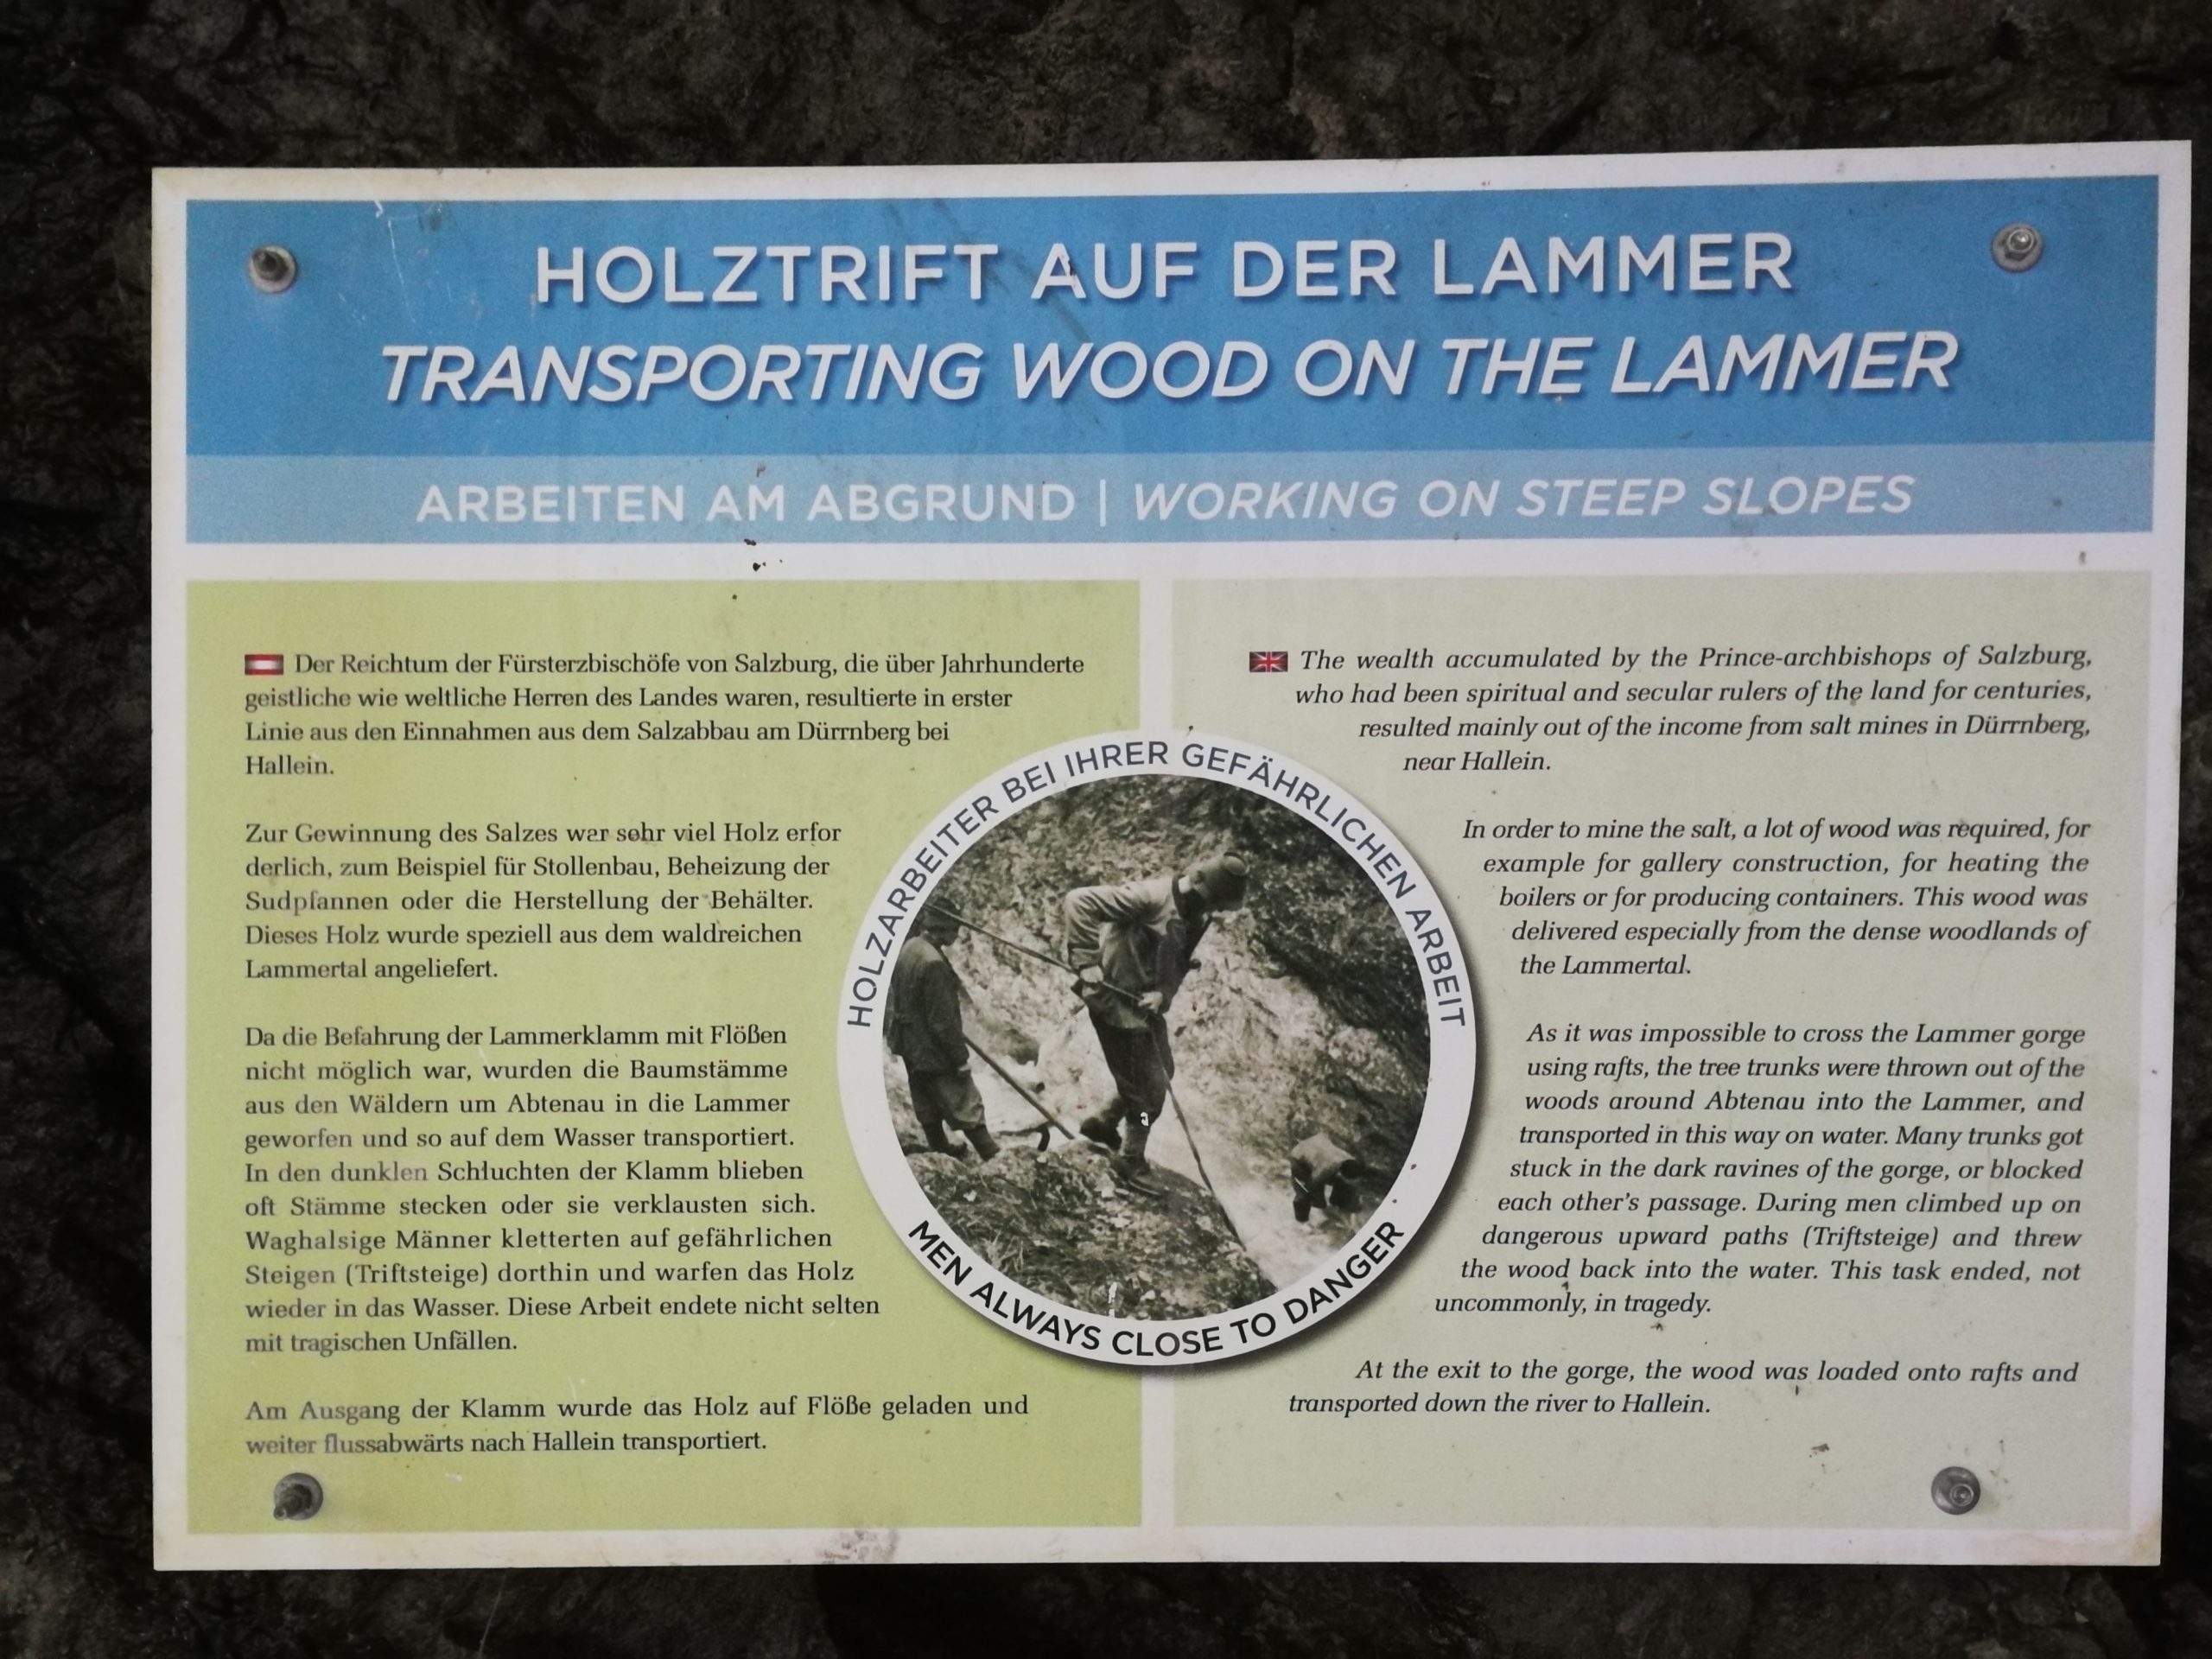 HOLZTRIFT AUF DER LAMMER
TRANSPORTING WOOD ON THE LAMMER
ARBEITEN AM ABGRUND | WORKING ON STEEP SLOPES
Der Reichtum der Fürsterzbischöfe von Salzburg, die über Jahrhunderte
geistliche wie weltliche Herren des Landes waren, resultierte in erster
Linie aus den Einnahmen aus dem Salzabbau am Dürrnberg bei
Hallein.
Zur Gewinnung des Salzes war sehr viel Holz erfor
derlich, zum Beispiel für Stollenbau, Beheizung der
Sudpfannen oder die Herstellung der Behälter.
Dieses Holz wurde speziell aus dem waldreichen
Lammertal angeliefert.
Da die Befahrung der Lammerklamm mit Flößen
nicht möglich war, wurden die Baumstämme
aus den Wäldern um Abtenau in die Lammer
geworfen und so auf dem Wasser transportiert.
In den dunklen Schluchten der Klamm blieben
oft Stämme stecken oder sie verklausten sich.
Waghalsige Männer kletterten auf gefährlichen
Steigen (Triftsteige) dorthin und warfen das Holz
wieder in das Wasser. Diese Arbeit endete nicht selten
mit tragischen Unfällen.
Am Ausgang der Klamm wurde das Holz auf Flöße geladen und
weiter flussabwärts nach Hallein transportiert.
HOLZARBEITER BEI IHRER GEFÄHRLICHEN ARBEIT
MEN ALWAYS CLOSE TO DANGER
The wealth accumulated by the Prince-archbishops of Salzburg,
who had been spiritual and secular rulers of the land for centuries,
resulted mainly out of the income from salt mines in Dürrnberg,
near Hallein.
In order to mine the salt, a lot of wood was required, for
example for gallery construction, for heating the
boilers or for producing containers. This wood was
delivered especially from the dense woodlands of
the Lammertal.
As it was impossible to cross the Lammer gorge
using rafts, the tree trunks were thrown out of the
woods around Abtenau into the Lammer, and
transported in this way on water. Many trunks got
stuck in the dark ravines of the gorge, or blocked
each other's passage. Daring men climbed up on
dangerous upward paths (Triftsteige) and threw
the wood back into the water. This task ended, not
uncommonly, in tragedy.
At the exit to the gorge, the wood was loaded onto rafts and
transported down the river to Hallein.